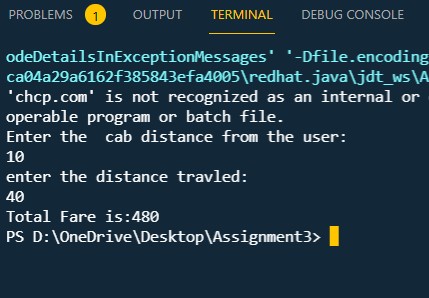 PROBLEMS 1 OUTPUT TERMINAL DEBUG CONSOLE
odeDetailsInExceptionMessages' '-Dfile.encoding
ca04a29a6162f385843efa4005\redhat.java\jdt_ws\A
'chcp.com' is not recognized as an internal or
operable program or batch file.
Enter the  cab distance from the user:
10
enter the distance travled:
40
Total Fare is:480
PS D:\OneDrive\Desktop\Assignment3>